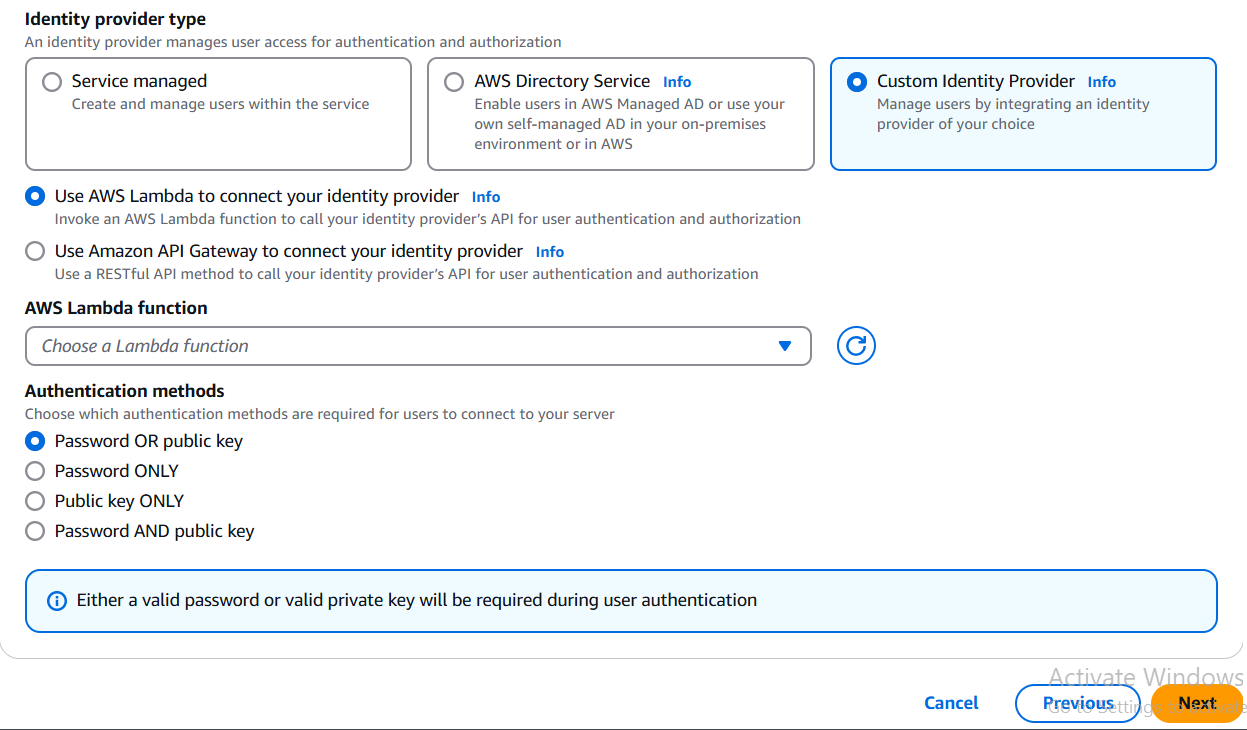 Identity provider type
An identity provider manages user access for authentication and authorization
Service managed
Create and manage users within the service
AWS Directory Service Info
Enable users in AWS Managed AD or use your
own self-managed AD in your on-premises
environment or in AWS
Custom Identity Provider Info
Manage users by integrating an identity
provider of your choice
Use AWS Lambda to connect your identity provider Info
Invoke an AWS Lambda function to call your identity provider's API for user authentication and authorization
Use Amazon API Gateway to connect your identity provider Info
Use a RESTful API method to call your identity provider's API for user authentication and authorization
AWS Lambda function
Choose a Lambda function
Authentication methods
Choose which authentication methods are required for users to connect to your server
Password OR public key
Password ONLY
Public key ONLY
Password AND public key
Either a valid password or valid private key will be required during user authentication
Activate Windows
Go to Settings
Cancel
Previous
Next